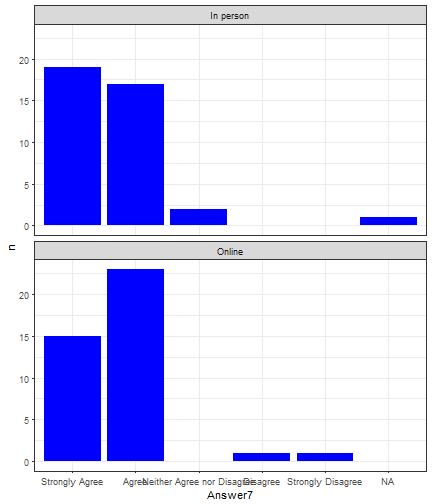 In person
20
15
10
5
0
n
Online
20
15
10
5
0
Strongly Agree Agree Neither Agree nor Disagree Disagree Strongly Disagree NA
Answer7